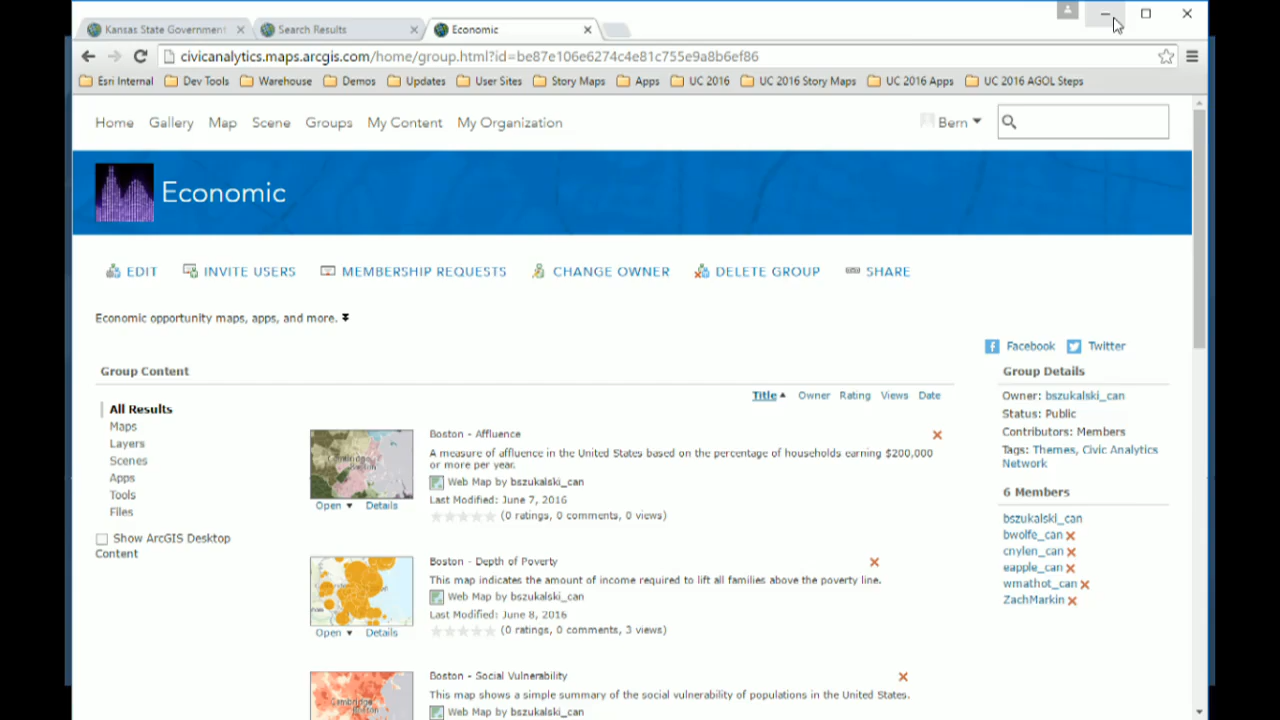 Kansas State Government
Search Results
Economic
civicanalytics.maps.arcgis.com/home/group.html?id=be87e106e6274c4e81c755e9a8b6ef86
Esri Internal Dev Tools Warehouse Demos Updates User Sites Story Maps Apps UC 2016 UC 2016 Story Maps UC 2016 Apps UC 2016 AGOL Steps
Home Gallery Map Scene Groups My Content My Organization Bern
Economic
EDIT INVITE USERS MEMBERSHIP REQUESTS CHANGE OWNER DELETE GROUP SHARE
Economic opportunity maps, apps, and more.
Facebook Twitter
Group Content
All Results
Maps
Layers
Scenes
Apps
Tools
Files
Show ArcGIS Desktop
Content
Title Owner Rating Views Date
Boston - Affluence
A measure of affluence in the United States based on the percentage of households earning $200,000
or more per year.
Web Map by bszukalski_can
Last Modified: June 7, 2016
(0 ratings, 0 comments, 0 views)
Cambridge
Boston
Open Details
Boston - Depth of Poverty
This map indicates the amount of income required to lift all families above the poverty line.
Web Map by bszukalski_can
Last Modified: June 8, 2016
(0 ratings, 0 comments, 3 views)
Open Details
Boston - Social Vulnerability
This map shows a simple summary of the social vulnerability of populations in the United States.
Web Map by bszukalski_can
Cambridge
Boston
Group Details
Owner: bszukalski_can
Status: Public
Contributors: Members
Tags: Themes, Civic Analytics
Network
6 Members
bszukalski_can
bwolfe_can
cnylen_can
eapple_can
wmathot_can
ZachMarkin